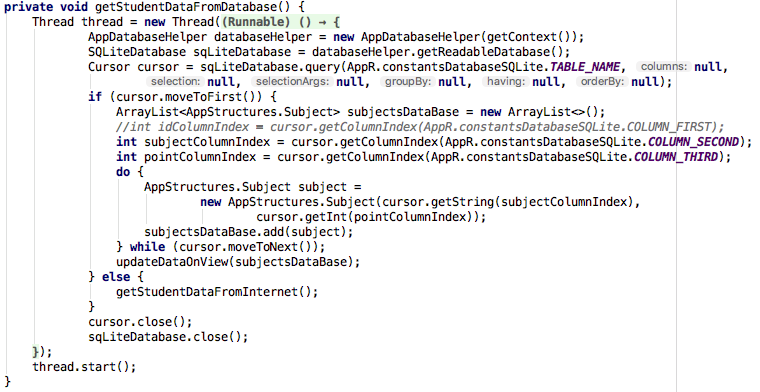 private void getStudentDataFromDatabase() {
    Thread thread = new Thread((Runnable) () → {
            AppDatabaseHelper databaseHelper = new AppDatabaseHelper(getContext());
            SQLiteDatabase sqLiteDatabase = databaseHelper.getReadableDatabase();
            Cursor cursor = sqLiteDatabase.query(AppR.constantsDatabaseSQLite.TABLE_NAME, columns: null,
                    selection: null, selectionArgs: null, groupBy: null, having: null, orderBy: null);
            if (cursor.moveToFirst()) {
                ArrayList<AppStructures.Subject> subjectsDataBase = new ArrayList<>();
                //int idColumnIndex = cursor.getColumnIndex(AppR.constantsDatabaseSQLite.COLUMN_FIRST);
                int subjectColumnIndex = cursor.getColumnIndex(AppR.constantsDatabaseSQLite.COLUMN_SECOND);
                int pointColumnIndex = cursor.getColumnIndex(AppR.constantsDatabaseSQLite.COLUMN_THIRD);
                do {
                    AppStructures.Subject subject =
                            new AppStructures.Subject(cursor.getString(subjectColumnIndex),
                                    cursor.getInt(pointColumnIndex));
                    subjectsDataBase.add(subject);
                } while (cursor.moveToNext());
                updateDataOnView(subjectsDataBase);
            } else {
                getStudentDataFromInternet();
            }
            cursor.close();
            sqLiteDatabase.close();
    });
    thread.start();
}